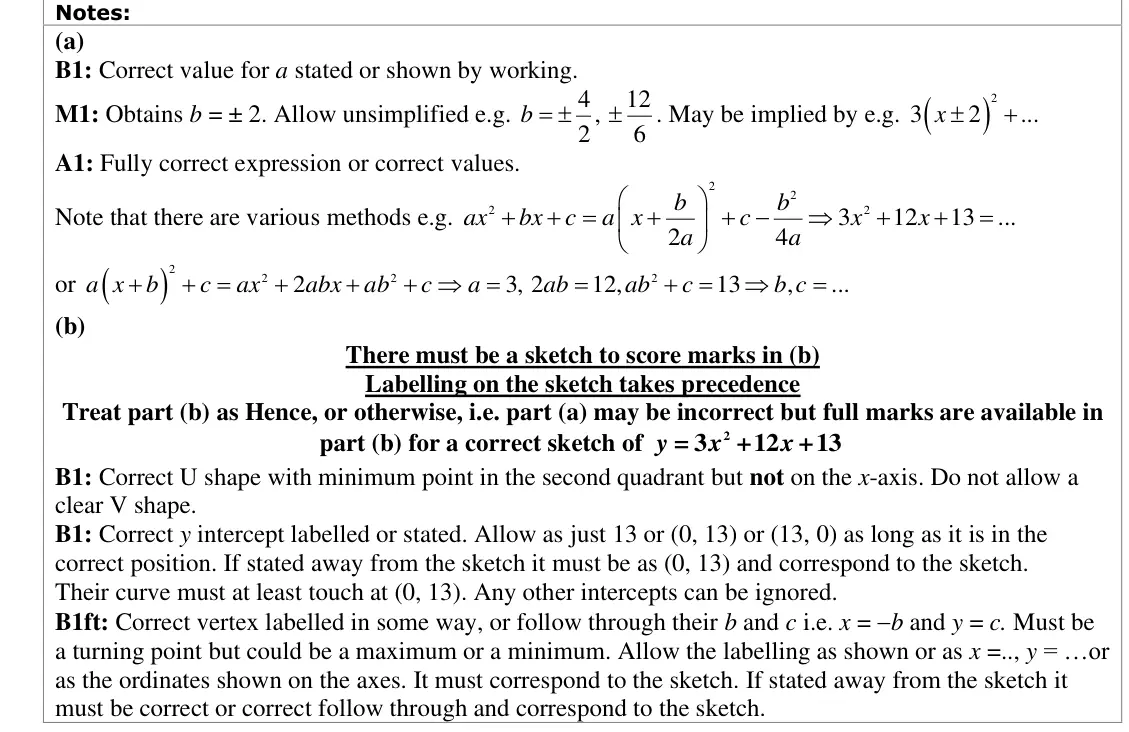 Notes:
(a)
B1: Correct value for a stated or shown by working.
M1: Obtains b = ± 2. Allow unsimplified e.g. b = ± 4/2, ± 12/6. May be implied by e.g. 3(x ± 2)² + ...
A1: Fully correct expression or correct values.
Note that there are various methods e.g. ax² + bx + c = a(x + b/2a)² + c − b²/4a ⇒ 3x² + 12x + 13 = ...
or a(x + b)² + c = ax² + 2abx + ab² + c ⇒ a = 3, 2ab = 12, ab² + c = 13 ⇒ b, c = ...
(b)
There must be a sketch to score marks in (b)
Labelling on the sketch takes precedence
Treat part (b) as Hence, or otherwise, i.e. part (a) may be incorrect but full marks are available in
part (b) for a correct sketch of y = 3x² + 12x + 13
B1: Correct U shape with minimum point in the second quadrant but not on the x-axis. Do not allow a
clear V shape.
B1: Correct y intercept labelled or stated. Allow as just 13 or (0, 13) or (13, 0) as long as it is in the
correct position. If stated away from the sketch it must be as (0, 13) and correspond to the sketch.
Their curve must at least touch at (0, 13). Any other intercepts can be ignored.
B1ft: Correct vertex labelled in some way, or follow through their b and c i.e. x = −b and y = c. Must be
a turning point but could be a maximum or a minimum. Allow the labelling as shown or as x =.., y = …or
as the ordinates shown on the axes. It must correspond to the sketch. If stated away from the sketch it
must be correct or correct follow through and correspond to the sketch.